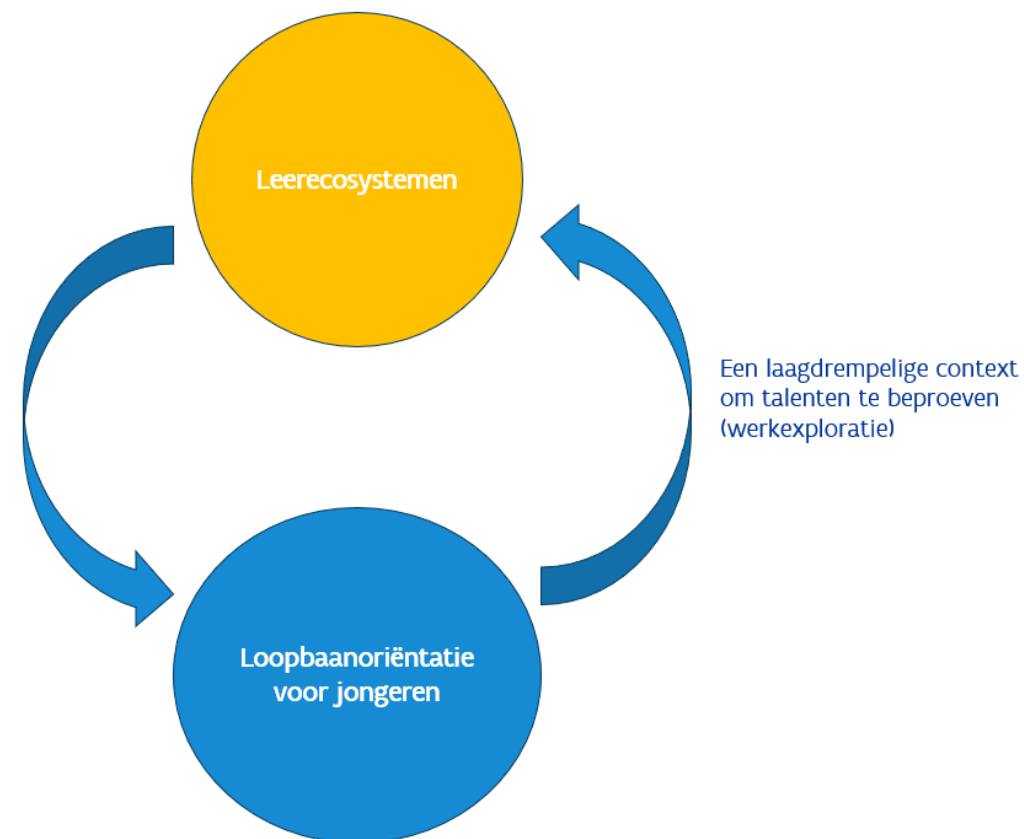 Leerecosystemen
Een laagdrempelige context
om talenten te beproeven
(werkexploratie)
Loopbaanoriëntatie
voor jongeren